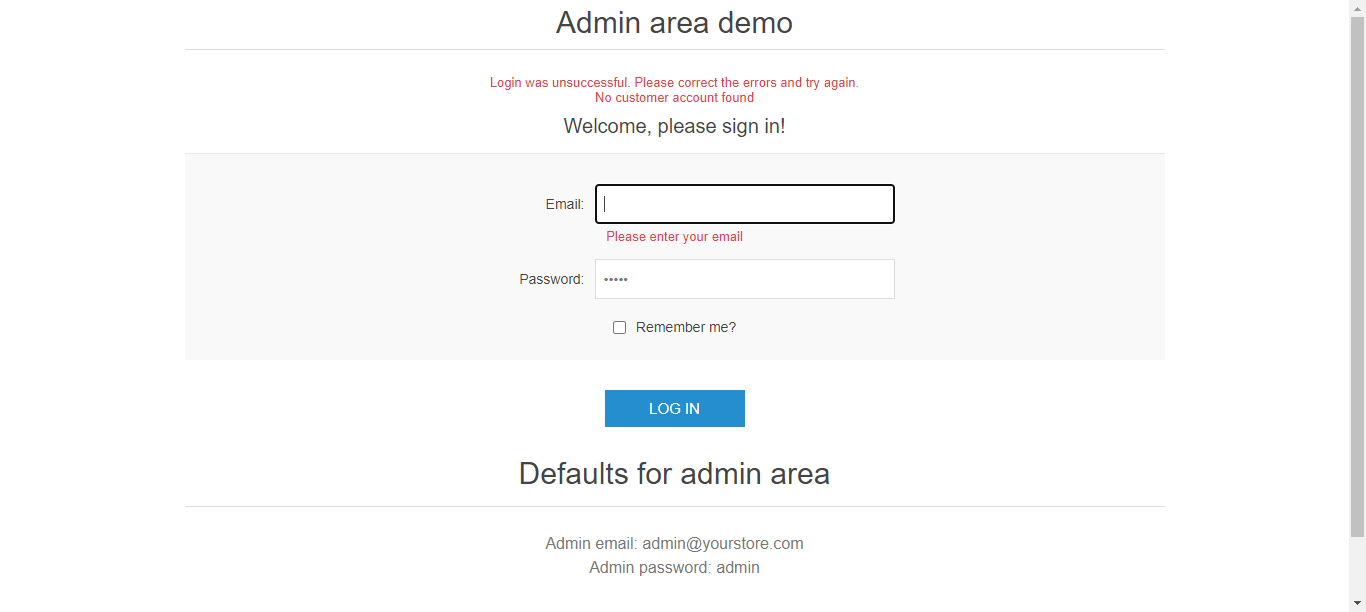 Admin area demo
Login was unsuccessful. Please correct the errors and try again.
No customer account found
Welcome, please sign in!
Email:
Please enter your email
Password:
•••••
Remember me?
LOG IN
Defaults for admin area
Admin email: admin@yourstore.com
Admin password: admin